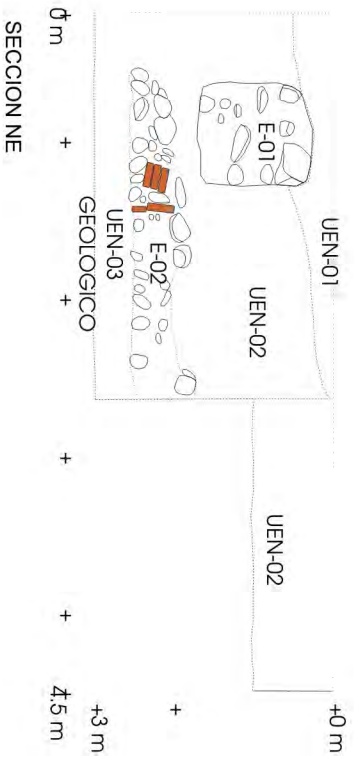 +0 m
UEN-01
UEN-02
E-01
UEN-02
+
E-02
UEN-03
+3 m
GEOLOGICO
0 m + + + + 4.5 m
SECCION NE